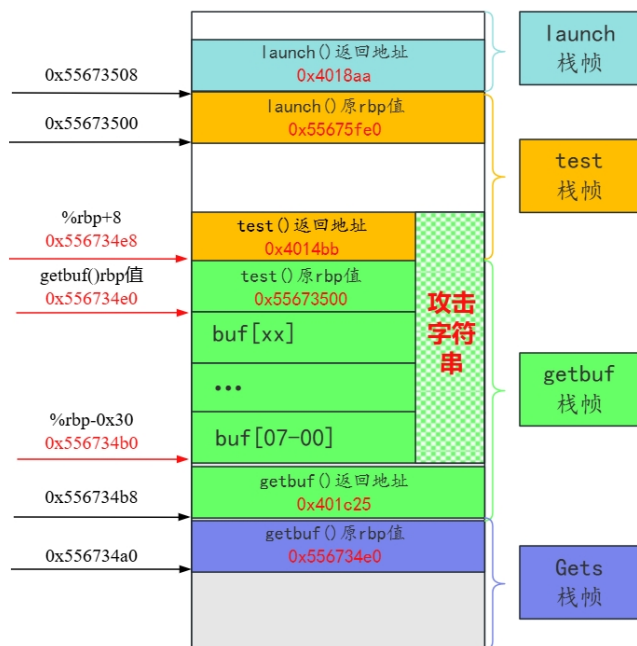 launch()返回地址
0x4018aa
launch
栈帧
0x55673508
launch()原rbp值
0x55675fe0
0x55673500
test
栈帧
%rbp+8
0x556734e8
test()返回地址
0x4014bb
getbuf()rbp值
0x556734e0
test()原rbp值
0x55673500
攻击
字符
串
buf[xx]
...
getbuf
栈帧
%rbp-0x30
0x556734b0
buf[07-00]
getbuf()返回地址
0x401c25
0x556734b8
getbuf()原rbp值
0x556734e0
0x556734a0
Gets
栈帧